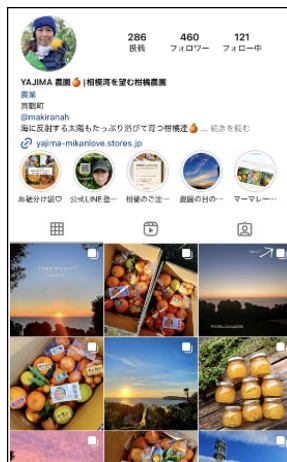 286 460 121
投稿 フォロワー フォロー中
YAJIMA 農園🍊|相模湾を望む柑橘農園
農業
真鶴町
@makiranah
海に反射する太陽もたっぷり浴びて育つ柑橘達🍊 ... 続きを読む
yajima-mikanlove.stores.jp
お裾分け袋♡ 公式LINE登… 柑橘のご注… 農園の日の… マーマレー…